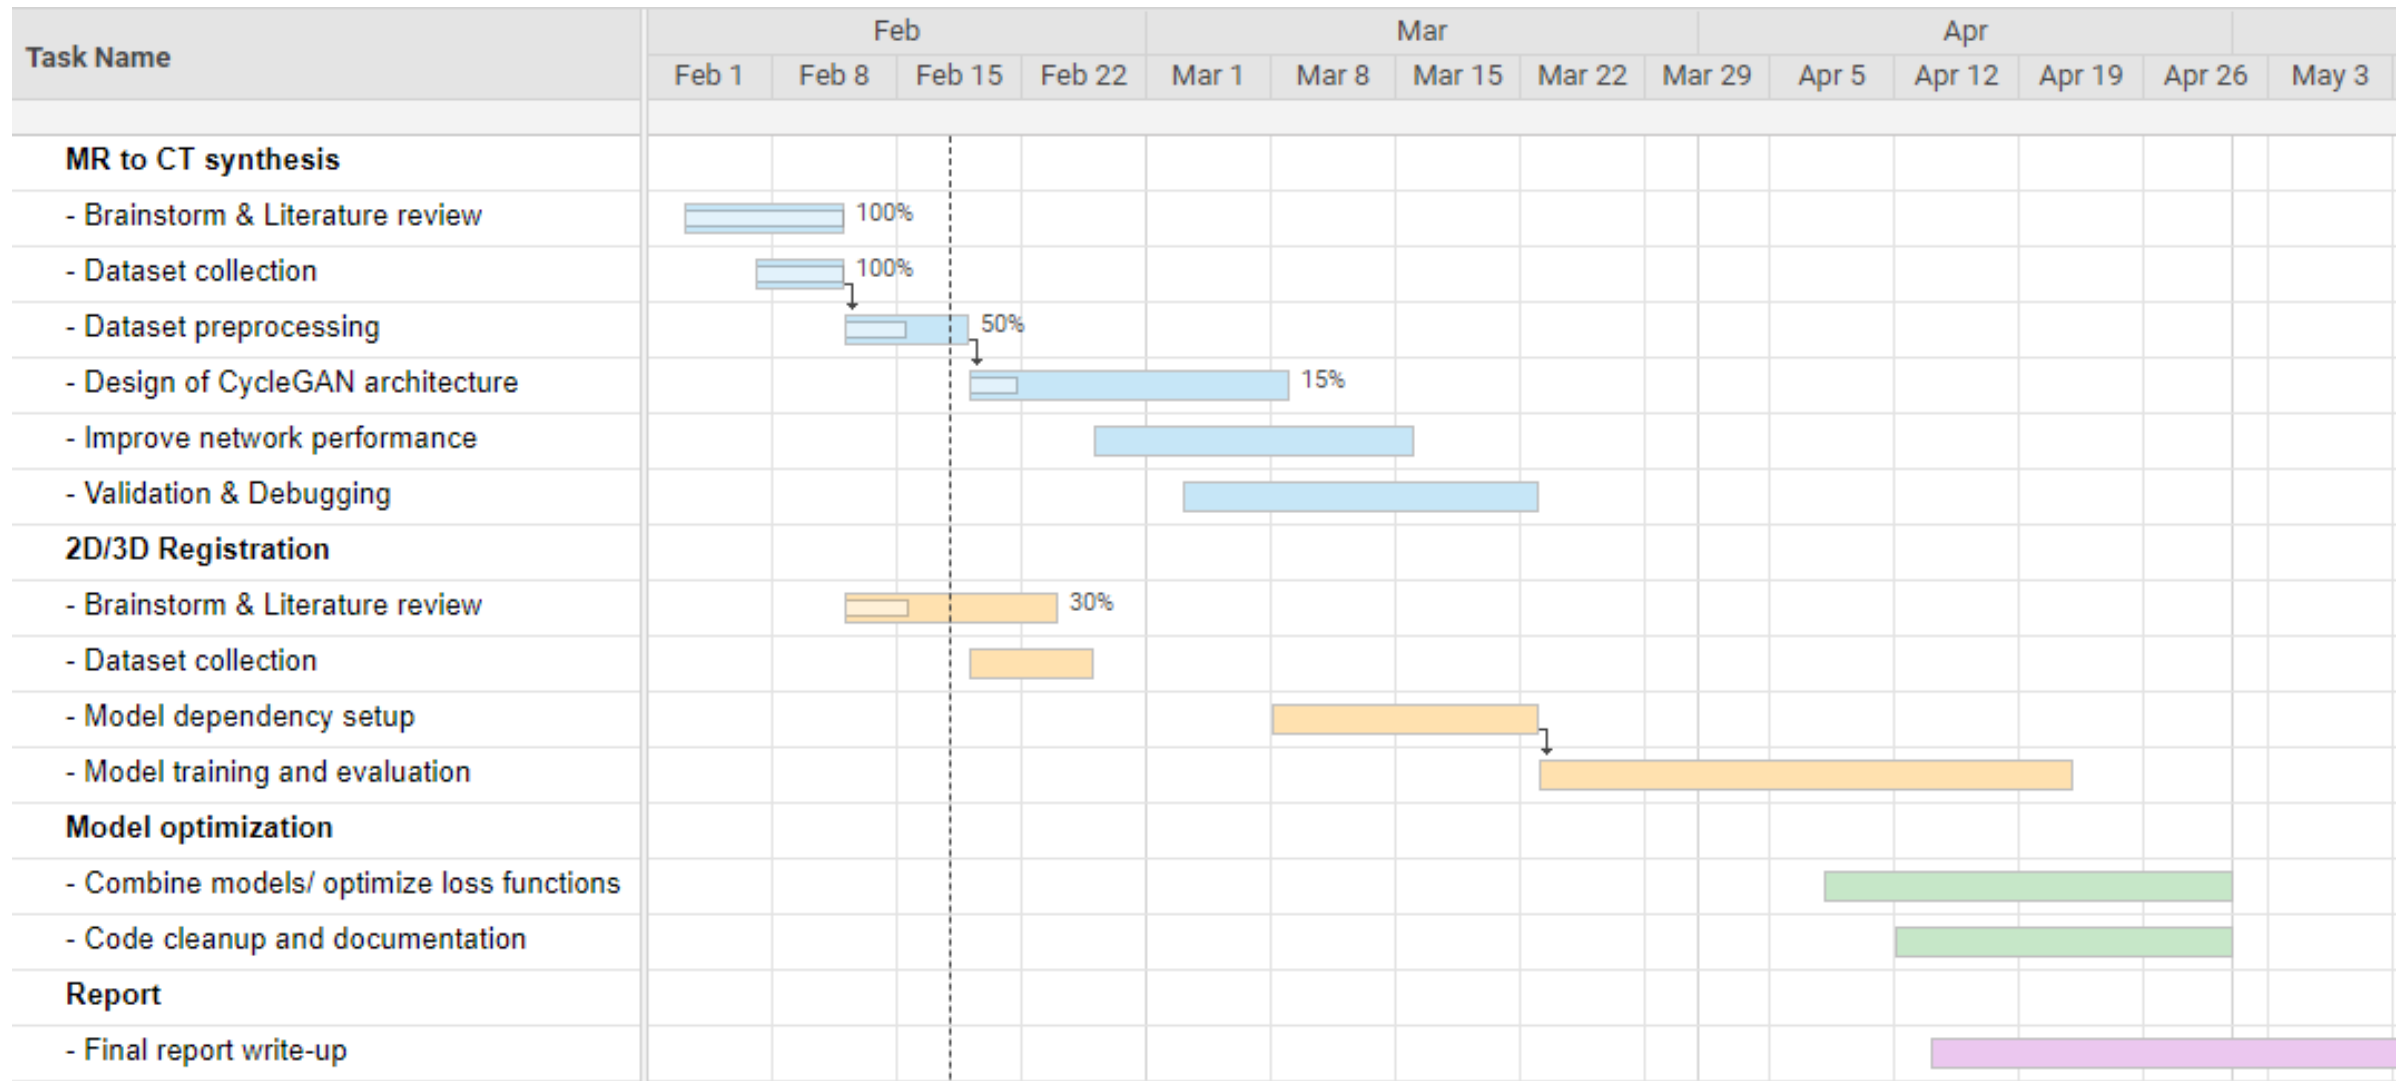 Task Name
Feb Mar Apr
Feb 1 Feb 8 Feb 15 Feb 22 Mar 1 Mar 8 Mar 15 Mar 22 Mar 29 Apr 5 Apr 12 Apr 19 Apr 26 May 3
MR to CT synthesis
- Brainstorm & Literature review 100%
- Dataset collection 100%
- Dataset preprocessing 50%
- Design of CycleGAN architecture 15%
- Improve network performance
- Validation & Debugging
2D/3D Registration
- Brainstorm & Literature review 30%
- Dataset collection
- Model dependency setup
- Model training and evaluation
Model optimization
- Combine models/ optimize loss functions
- Code cleanup and documentation
Report
- Final report write-up